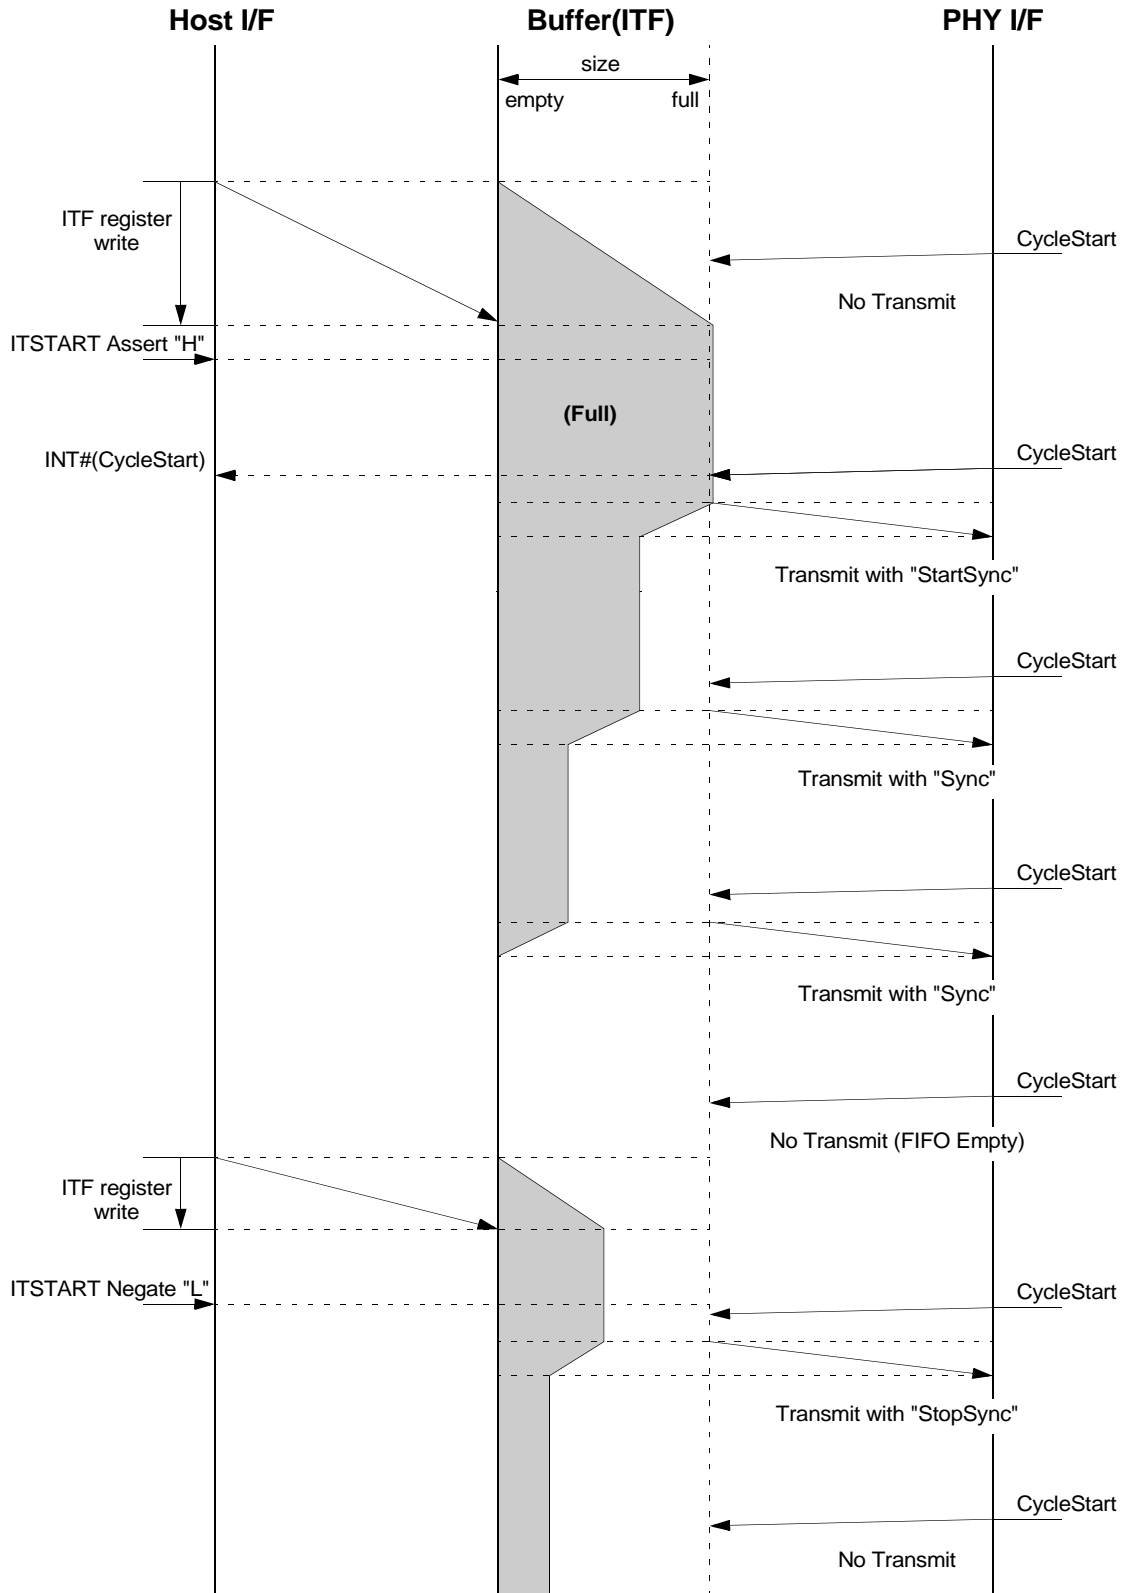 Host I/F
Buffer(ITF)
PHY I/F
size
empty
full
ITF register
write
CycleStart
No Transmit
ITSTART Assert "H"
(Full)
INT#(CycleStart)
CycleStart
Transmit with "StartSync"
CycleStart
Transmit with "Sync"
CycleStart
Transmit with "Sync"
CycleStart
No Transmit (FIFO Empty)
ITF register
write
ITSTART Negate "L"
CycleStart
Transmit with "StopSync"
CycleStart
No Transmit